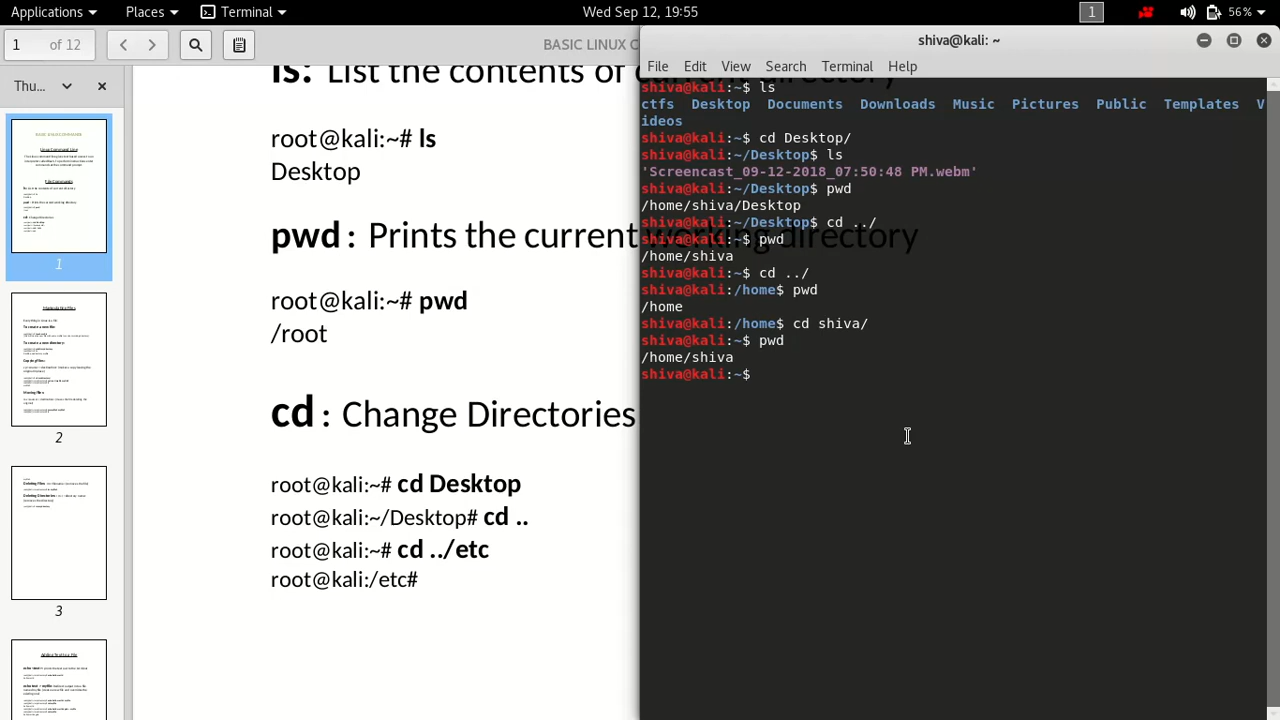 Applications
Places
Terminal
Wed Sep 12, 19:55
1
56%
1
of 12
BASIC LINUX C
shiva@kali: ~
Thu...
File Edit View Search Terminal Help
1
2
3
ls: List the contents of current directory
root@kali:~# ls
Desktop
pwd : Prints the current working directory
root@kali:~# pwd
/root
cd : Change Directories
root@kali:~# cd Desktop
root@kali:~/Desktop# cd ..
root@kali:~# cd ../etc
root@kali:/etc#
shiva@kali:~$ ls
ctfs Desktop Documents Downloads Music Pictures Public Templates V
ideos
shiva@kali:~$ cd Desktop/
shiva@kali:~/Desktop$ ls
'Screencast_09-12-2018_07:50:48 PM.webm'
shiva@kali:~/Desktop$ pwd
/home/shiva/Desktop
shiva@kali:~/Desktop$ cd ../
shiva@kali:~$ pwd
/home/shiva
shiva@kali:~$ cd ../
shiva@kali:/home$ pwd
/home
shiva@kali:/home$ cd shiva/
shiva@kali:~$ pwd
/home/shiva
shiva@kali:~$